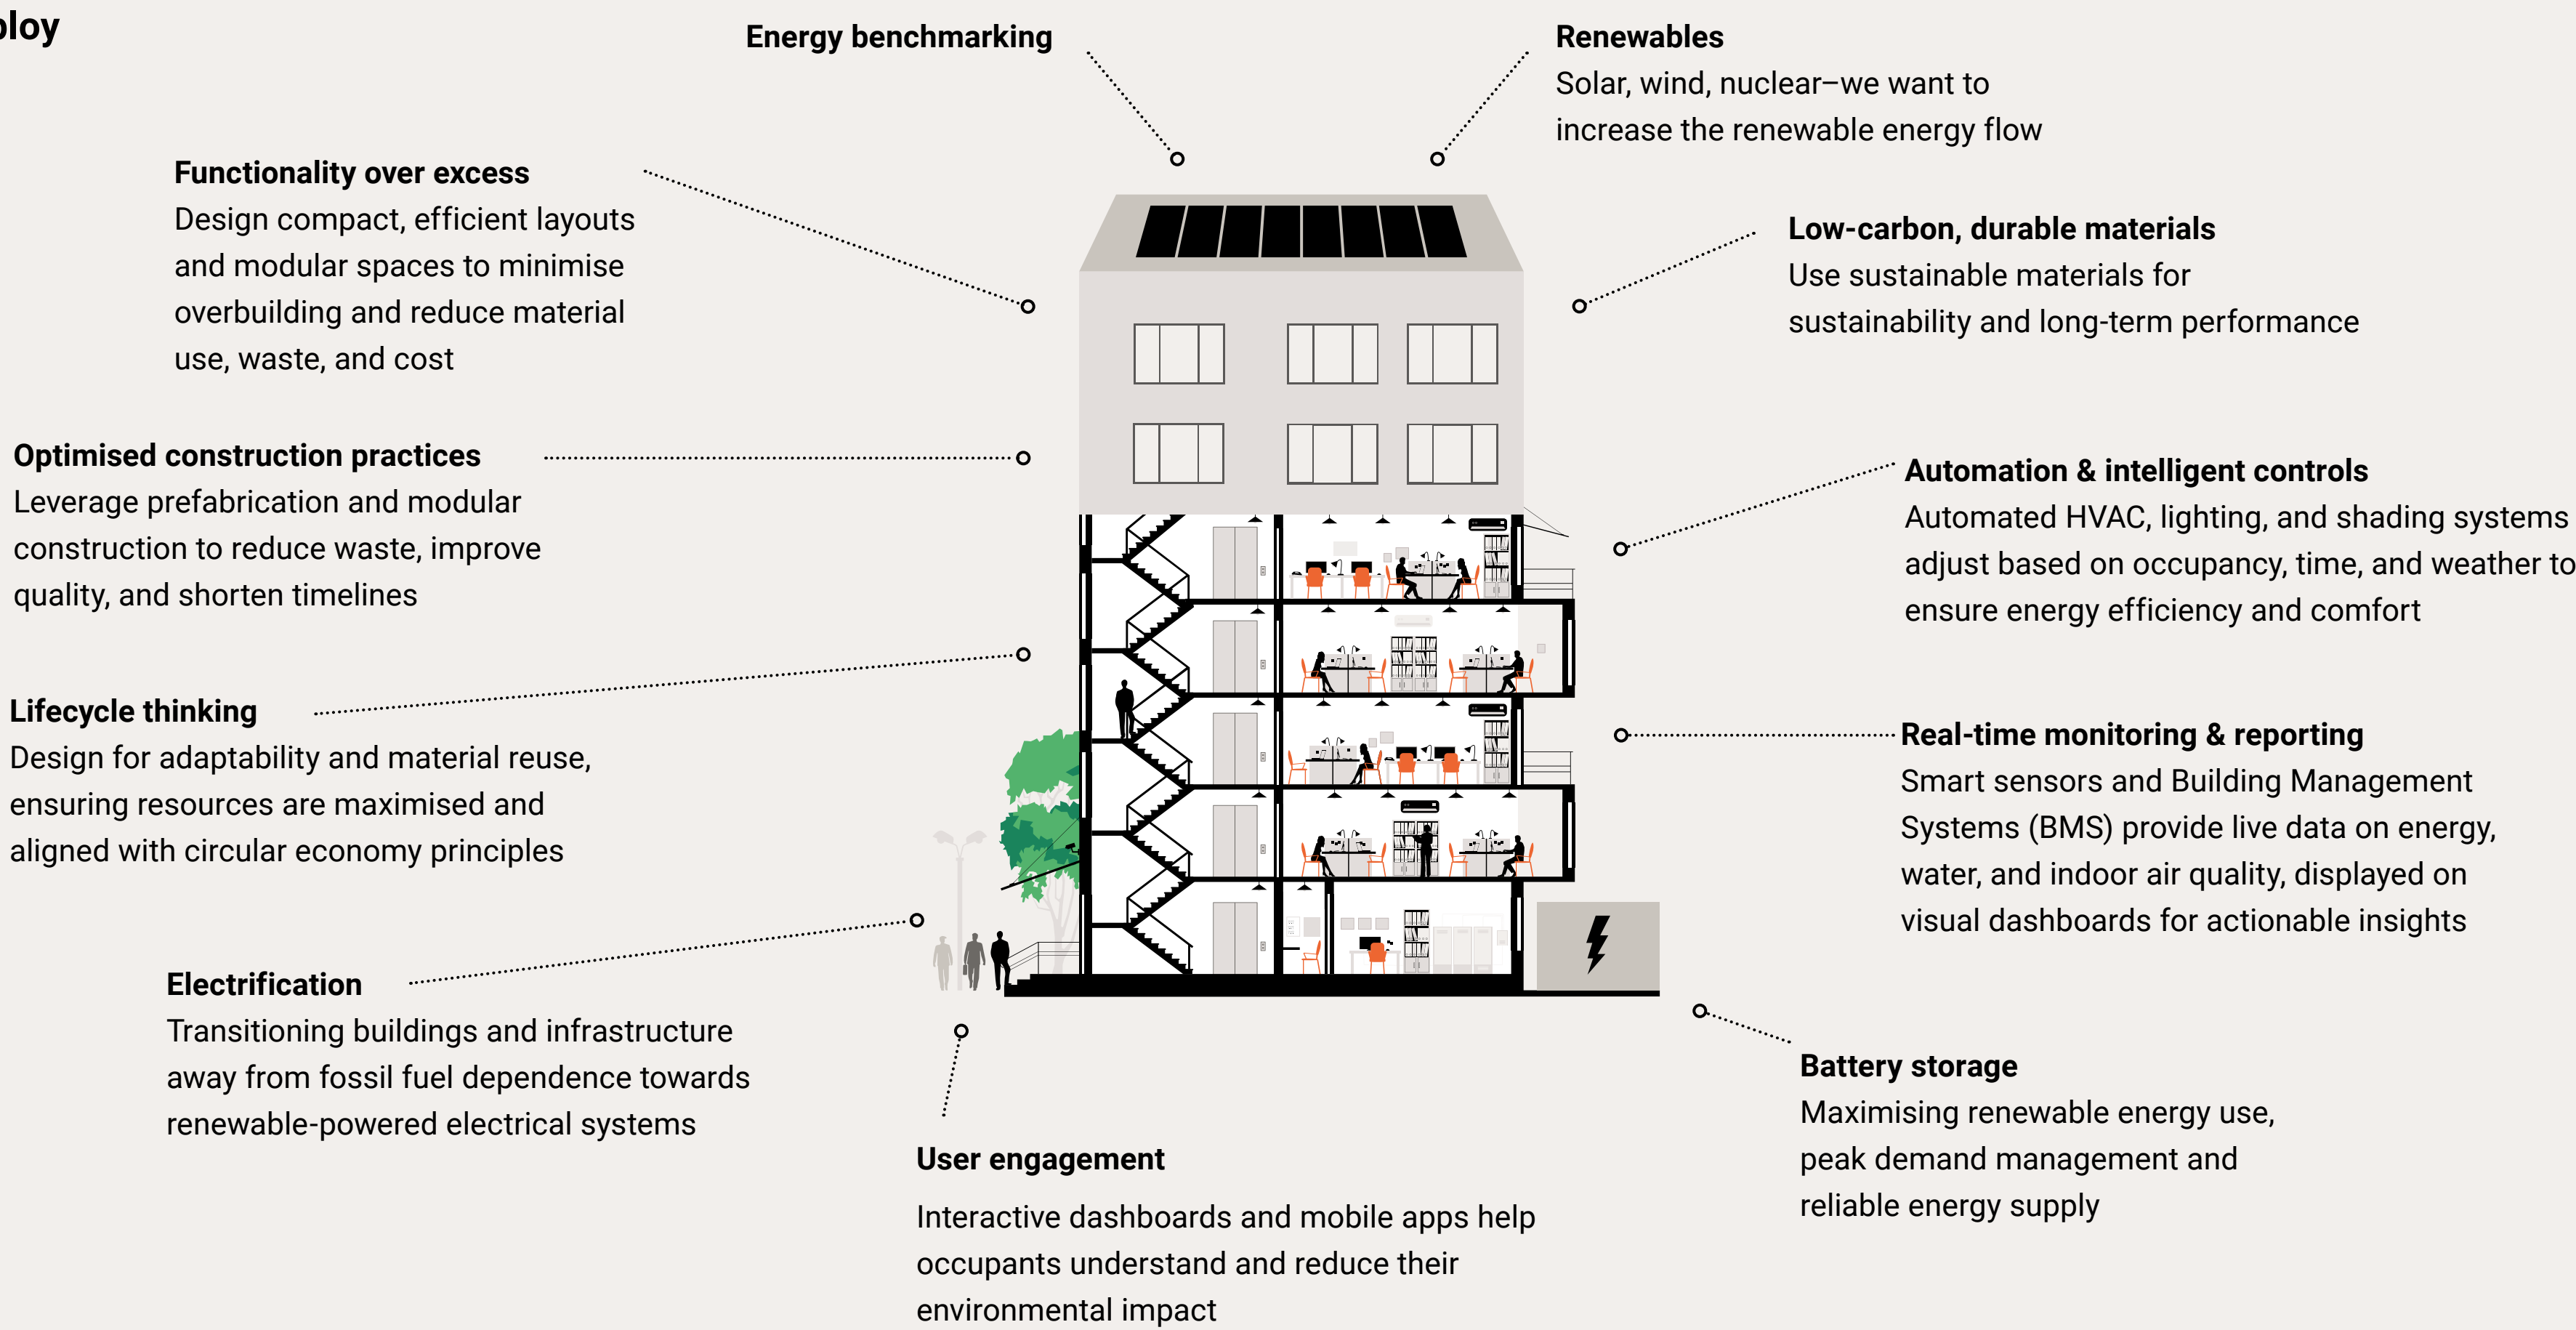 Energy benchmarking
Renewables
Solar, wind, nuclear–we want to
increase the renewable energy flow
Functionality over excess
Design compact, efficient layouts
and modular spaces to minimise
overbuilding and reduce material
use, waste, and cost
Low-carbon, durable materials
Use sustainable materials for
sustainability and long-term performance
Optimised construction practices
Leverage prefabrication and modular
construction to reduce waste, improve
quality, and shorten timelines
Automation & intelligent controls
Automated HVAC, lighting, and shading systems
adjust based on occupancy, time, and weather to
ensure energy efficiency and comfort
Lifecycle thinking
Design for adaptability and material reuse,
ensuring resources are maximised and
aligned with circular economy principles
Real-time monitoring & reporting
Smart sensors and Building Management
Systems (BMS) provide live data on energy,
water, and indoor air quality, displayed on
visual dashboards for actionable insights
Electrification
Transitioning buildings and infrastructure
away from fossil fuel dependence towards
renewable-powered electrical systems
User engagement
Interactive dashboards and mobile apps help
occupants understand and reduce their
environmental impact
Battery storage
Maximising renewable energy use,
peak demand management and
reliable energy supply